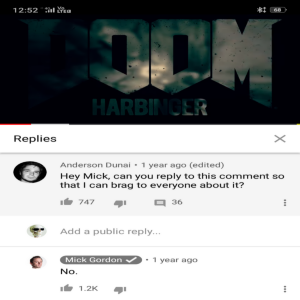 12:52
60
DOOM
HARBINGER
Replies
Anderson Dunai • 1 year ago (edited)
Hey Mick, can you reply to this comment so
that I can brag to everyone about it?
747
36
Add a public reply...
Mick Gordon • 1 year ago
No.
1.2K